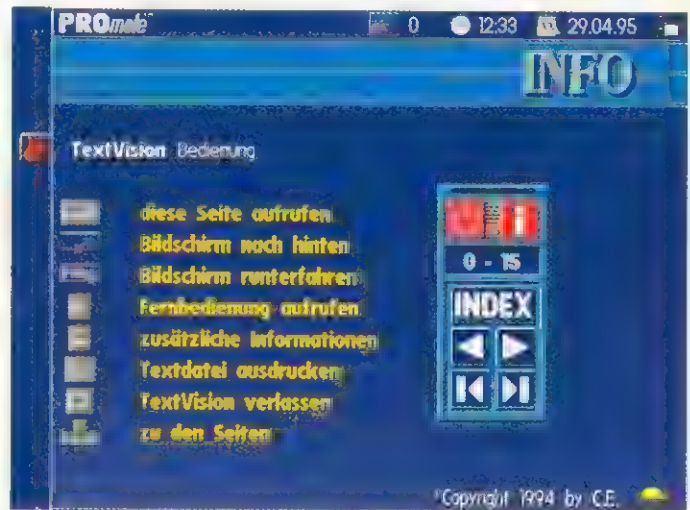 PROmate 0 12:33 29.04.95
INFO
TextVision Bedienung
diese Seite aufrufen
Bildschirm nach hinten
Bildschirm runterfahren
Fernbedienung aufrufen
zusätzliche Informationen
Textdatei ausdrucken
TextVision verlassen
zu den Seiten
0 - 15
INDEX
Copyright 1994 by C.E.